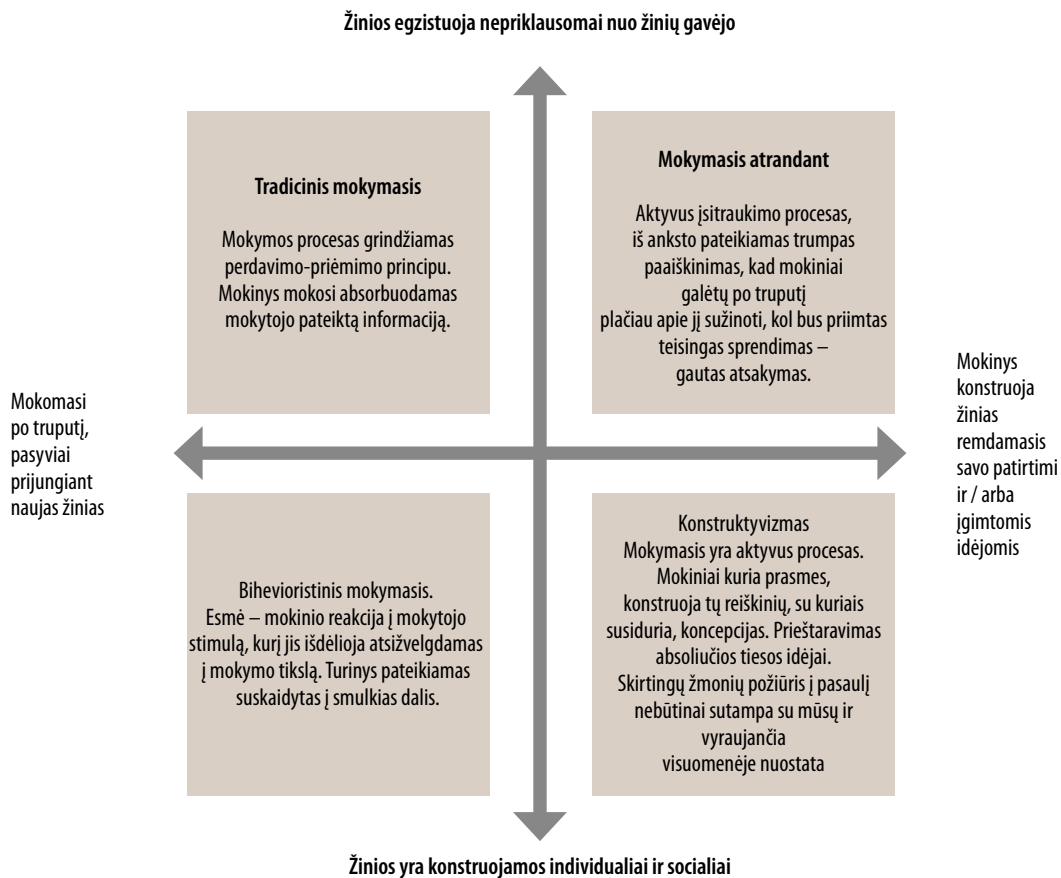 Žinios egzistuoja nepriklausomai nuo žinių gavėjo
Tradicinis mokymasis
Mokymos procesas grindžiamas
perdavimo-priėmimo principu.
Mokinys mokosi absorbuodamas
mokytojo pateiktą informaciją.
Mokymasis atrandant
Aktyvus įsitraukimo procesas,
iš anksto pateikiamas trumpas
paaiškinimas, kad mokiniai
galėtų po truputį
plačiau apie jį sužinoti, kol bus priimtas
teisingas sprendimas –
gautas atsakymas.
Mokomasi
po truputį,
pasyviai
prijungiant
naujas žinias
Mokinys
konstruoja
žinias
remdamasis
savo patirtimi
ir / arba
įgimtomis
idėjomis
Bihevioristinis mokymasis.
Esmė – mokinio reakcija į mokytojo
stimulą, kurį jis išdėlioja atsižvelgdamas
į mokymo tikslą. Turinys pateikiamas
suskaidytas į smulkias dalis.
Konstruktyvizmas
Mokymasis yra aktyvus procesas.
Mokiniai kuria prasmes,
konstruoja tų reiškinių, su kuriais
susiduria, koncepcijas. Prieštaravimas
absoliučios tiesos idėjai.
Skirtingų žmonių požiūris į pasaulį
nebūtinai sutampa su mūsų ir
vyraujančia
visuomenėje nuostata
Žinios yra konstruojamos individualiai ir socialiai